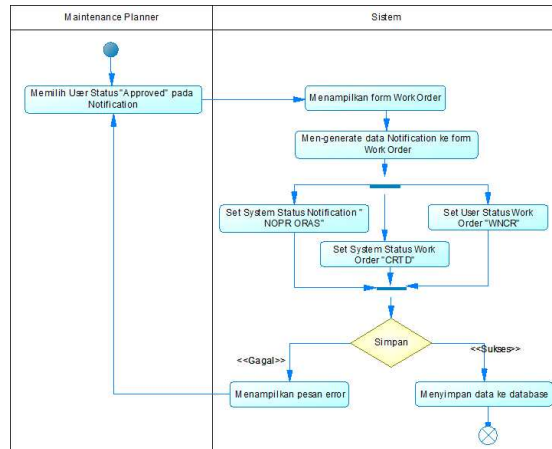 Maintenance Planner
Sistem
Memilih User Status "Approved" pada
Notification
Menampilkan form Work Order
Men-generate data Notification ke form
Work Order
Set System Status Notification "
NOPR ORAS"
Set User Status Work
Order "WNCR"
Set System Status Work
Order "CRTD"
Simpan
<<Gagal>>
<<Sukses>>
Menampilkan pesan error
Menyimpan data ke database